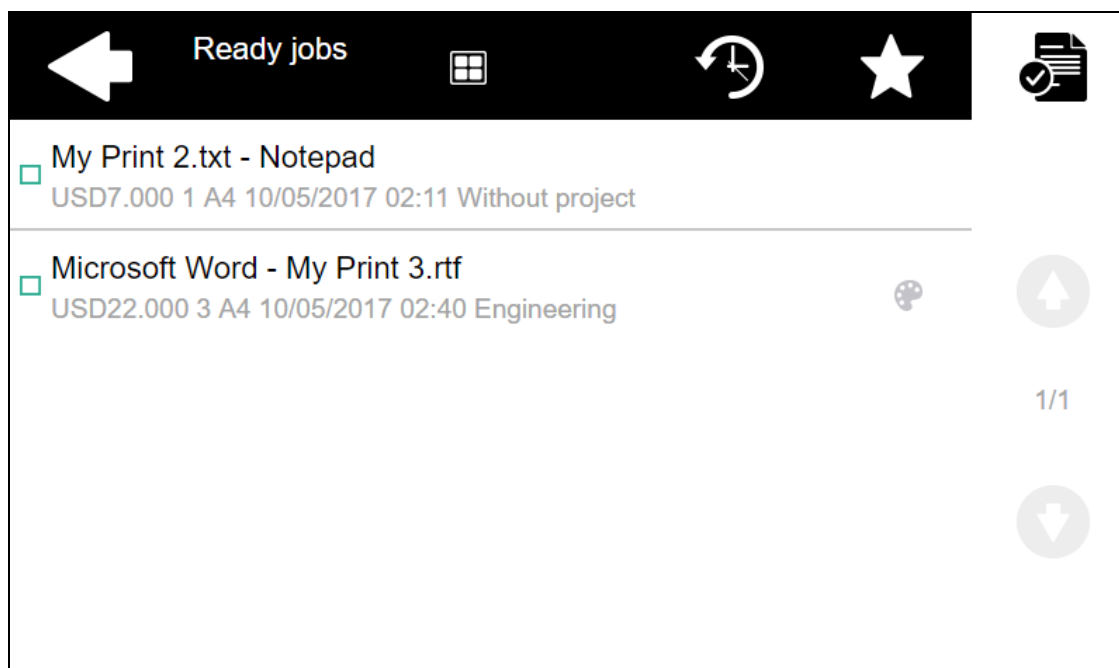 Ready jobs
My Print 2.txt - Notepad
USD7.000 1 A4 10/05/2017 02:11 Without project
Microsoft Word - My Print 3.rtf
USD22.000 3 A4 10/05/2017 02:40 Engineering
1/1